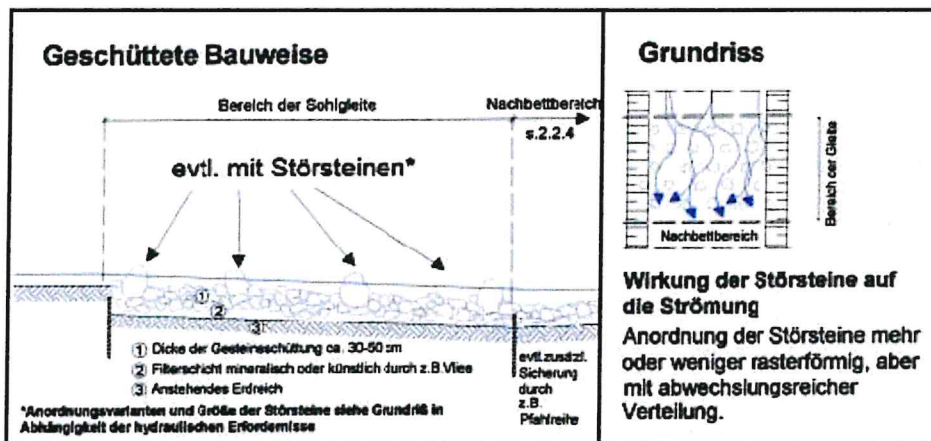 Geschüttete Bauweise
Bereich der Sohlgleite
Nachbettbereich
s.2.2.4
evtl. mit Störsteinen*
①
②
③
① Dicke der Gesteinsschüttung ca. 30-50 cm
② Filterschicht mineralisch oder künstlich durch z.B.Vlies
③ Anstehendes Erdreich
evtl.zusätzl.
Sicherung
durch
z.B.
Pfahlreihe
*Anordnungsvarianten und Größe der Störsteine siehe Grundriß in
Abhängigkeit der hydraulischen Erfordernisse
Grundriss
Bereich der Gleite
Nachbettbereich
Wirkung der Störsteine auf
die Strömung
Anordnung der Störsteine mehr
oder weniger rasterförmig, aber
mit abwechslungsreicher
Verteilung.